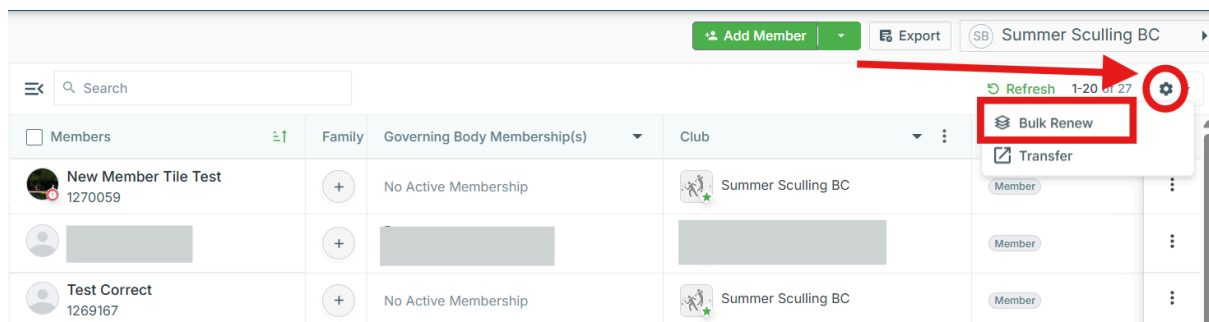 Add Member
Export
SB Summer Sculling BC
Search
Refresh 1-20 of 27
Bulk Renew
Transfer
Members Family Governing Body Membership(s) Club
New Member Tile Test
1270059
No Active Membership Summer Sculling BC Member
Member
Test Correct
1269167
No Active Membership Summer Sculling BC Member